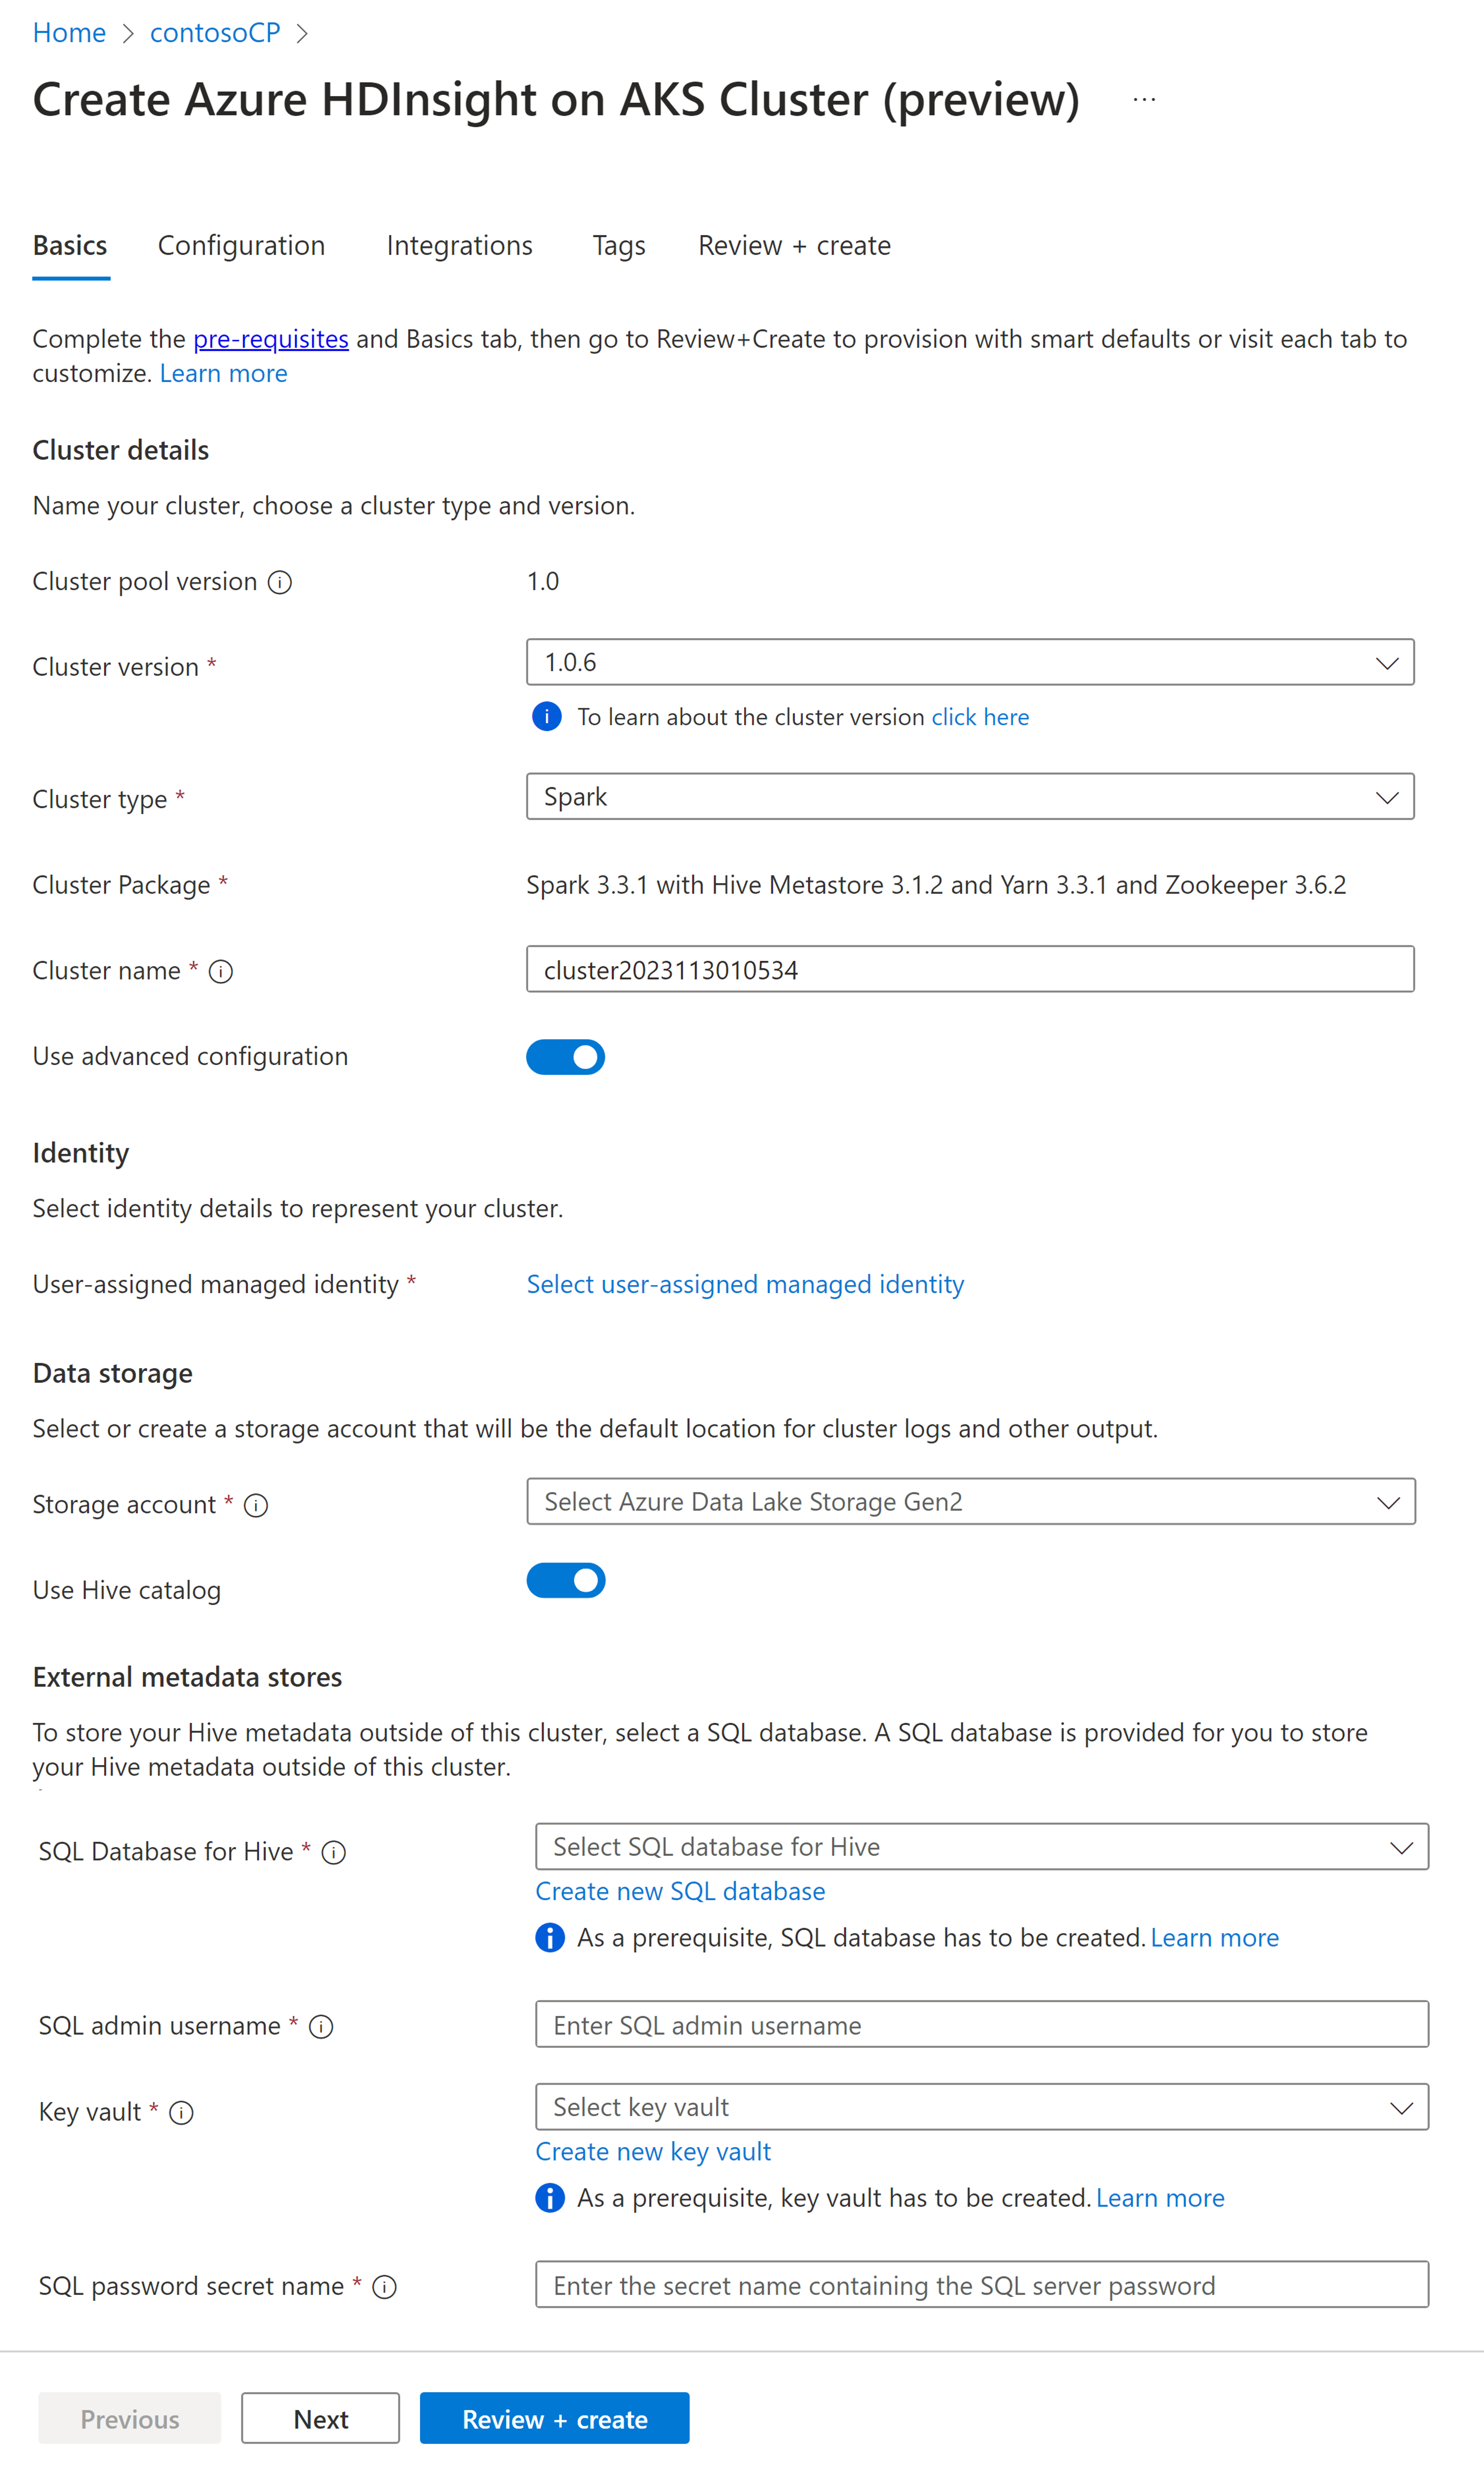 Home > contosoCP >
Create Azure HDInsight on AKS Cluster (preview) ...
Basics Configuration Integrations Tags Review + create
Complete the pre-requisites and Basics tab, then go to Review+Create to provision with smart defaults or visit each tab to
customize. Learn more
Cluster details
Name your cluster, choose a cluster type and version.
Cluster pool version 1.0
Cluster version * 1.0.6
To learn about the cluster version click here
Cluster type * Spark
Cluster Package * Spark 3.3.1 with Hive Metastore 3.1.2 and Yarn 3.3.1 and Zookeeper 3.6.2
Cluster name * cluster2023113010534
Use advanced configuration
Identity
Select identity details to represent your cluster.
User-assigned managed identity * Select user-assigned managed identity
Data storage
Select or create a storage account that will be the default location for cluster logs and other output.
Storage account * Select Azure Data Lake Storage Gen2
Use Hive catalog
External metadata stores
To store your Hive metadata outside of this cluster, select a SQL database. A SQL database is provided for you to store
your Hive metadata outside of this cluster.
SQL Database for Hive * Select SQL database for Hive
Create new SQL database
As a prerequisite, SQL database has to be created. Learn more
SQL admin username * Enter SQL admin username
Key vault * Select key vault
Create new key vault
As a prerequisite, key vault has to be created. Learn more
SQL password secret name * Enter the secret name containing the SQL server password
Previous Next Review + create